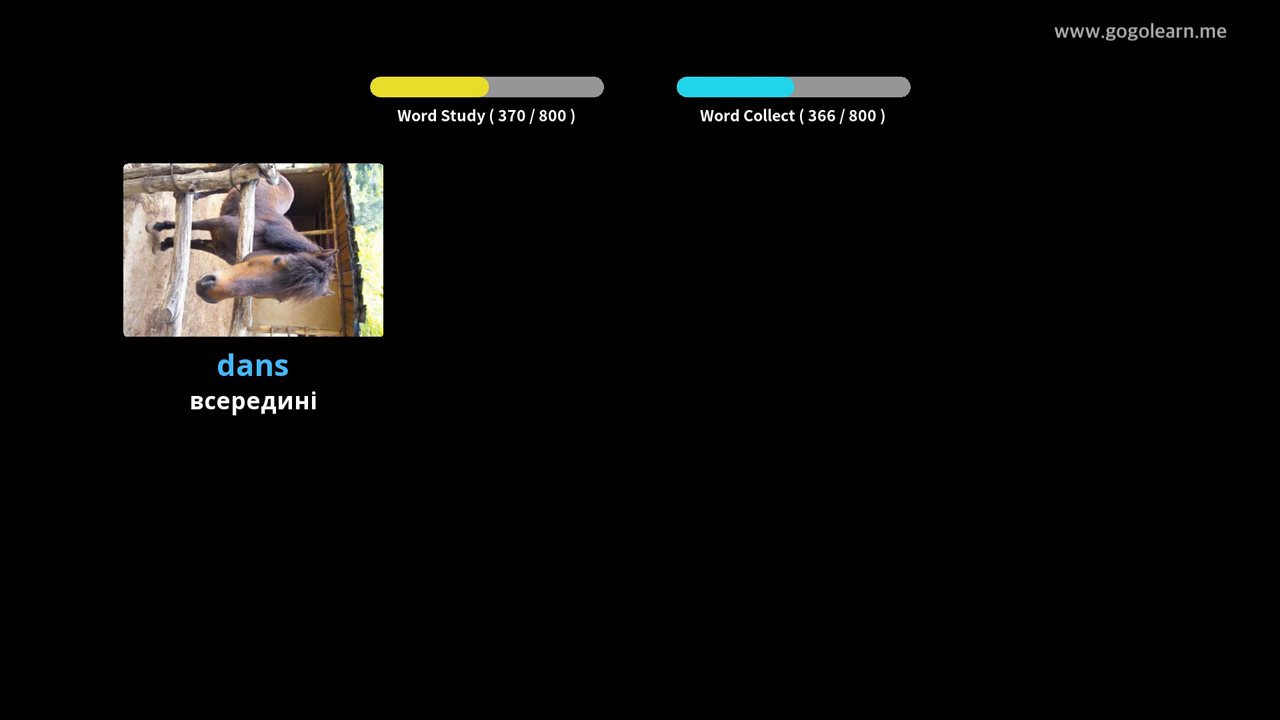 www.gogolearn.me
Word Study ( 370 / 800 )
Word Collect ( 366 / 800 )
dans
всередині